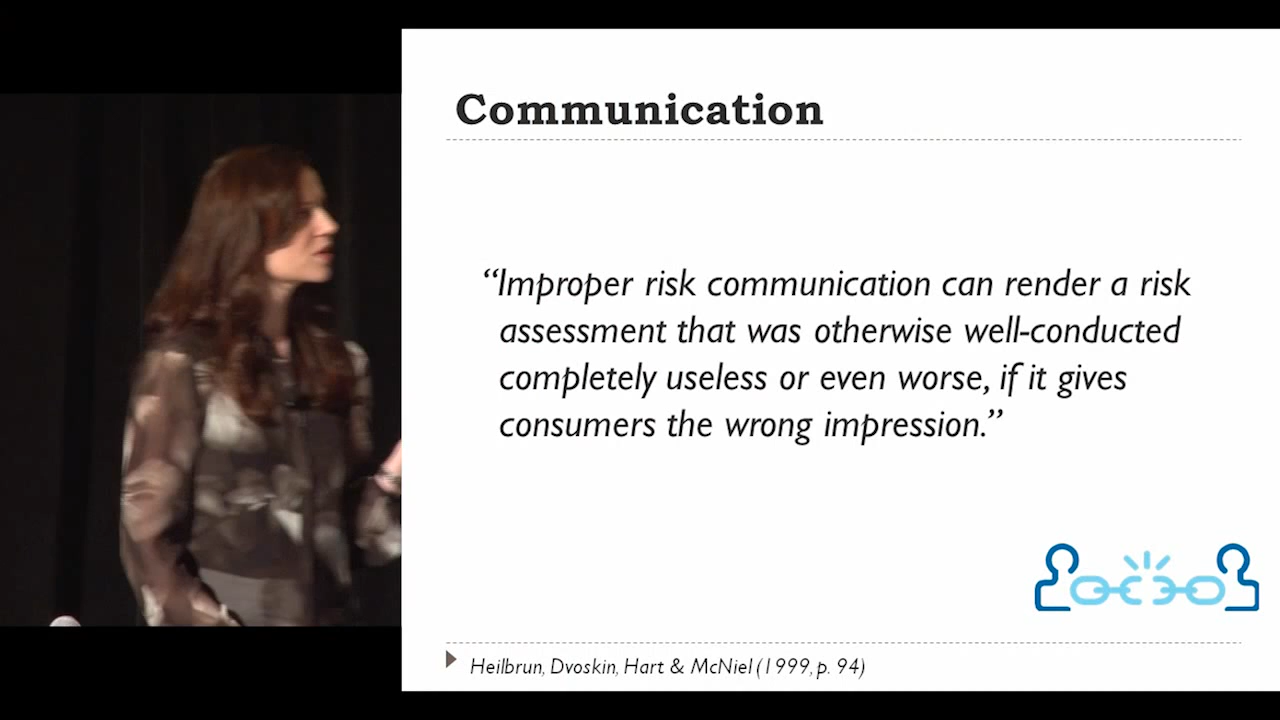 Communication
“Improper risk communication can render a risk
assessment that was otherwise well-conducted
completely useless or even worse, if it gives
consumers the wrong impression.”
Heilbrun, Dvoskin, Hart & McNiel (1999, p. 94)